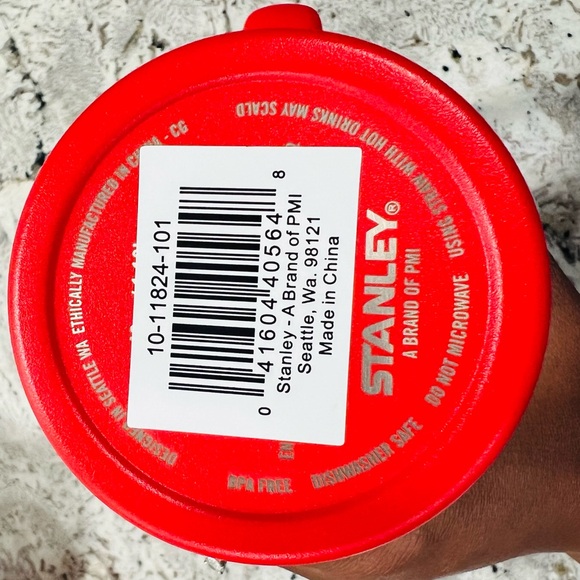 10-11824-101
0 41604 40564 8
Stanley - A Brand of PMI
Seattle, Wa. 98121
Made in China
STANLEY®
A BRAND OF PMI
ETHICALLY MANUFACTURED IN - CG
IN SEATTLE WA
BPA FREE
DISHWASHER SAFE
DO NOT MICROWAVE
USING STRAW WITH HOT DRINKS MAY SCALD